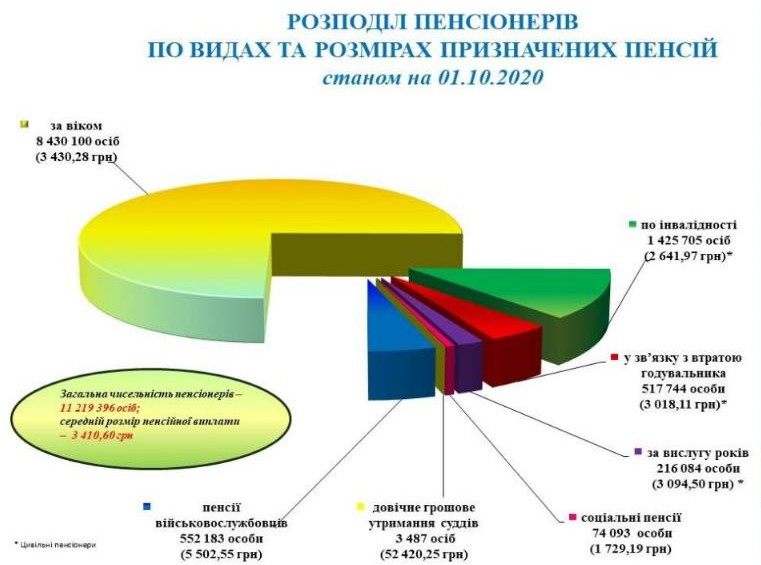 РОЗПОДІЛ ПЕНСІОНЕРІВ
ПО ВИДАХ ТА РОЗМІРАХ ПРИЗНАЧЕНИХ ПЕНСІЙ
станом на 01.10.2020
за віком
8 430 100 осіб
(3 430,28 грн)
по інвалідності
1 425 705 осіб
(2 641,97 грн)*
у зв’язку з втратою
годувальника
517 744 особи
(3 018,11 грн)*
за вислугу років
216 084 особи
(3 094,50 грн) *
соціальні пенсії
74 093 особи
(1 729,19 грн)
довічне грошове
утримання суддів
3 487 осіб
(52 420,25 грн)
пенсії
військовослужбовців
552 183 особи
(5 502,55 грн)
Загальна чисельність пенсіонерів –
11 219 396 осіб;
середній розмір пенсійної виплати
– 3 410,60 грн
* Цивільні пенсіонери